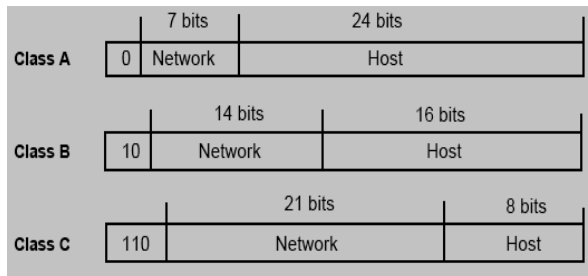 7 bits 24 bits
Class A 0 Network Host
14 bits 16 bits
Class B 10 Network Host
21 bits 8 bits
Class C 110 Network Host